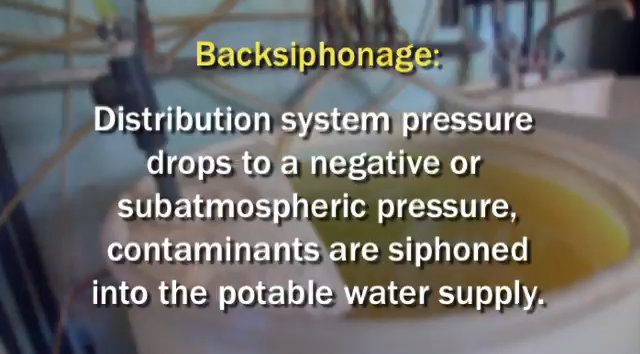 Backsiphonage:
Distribution system pressure
drops to a negative or
subatmospheric pressure,
contaminants are siphoned
into the potable water supply.